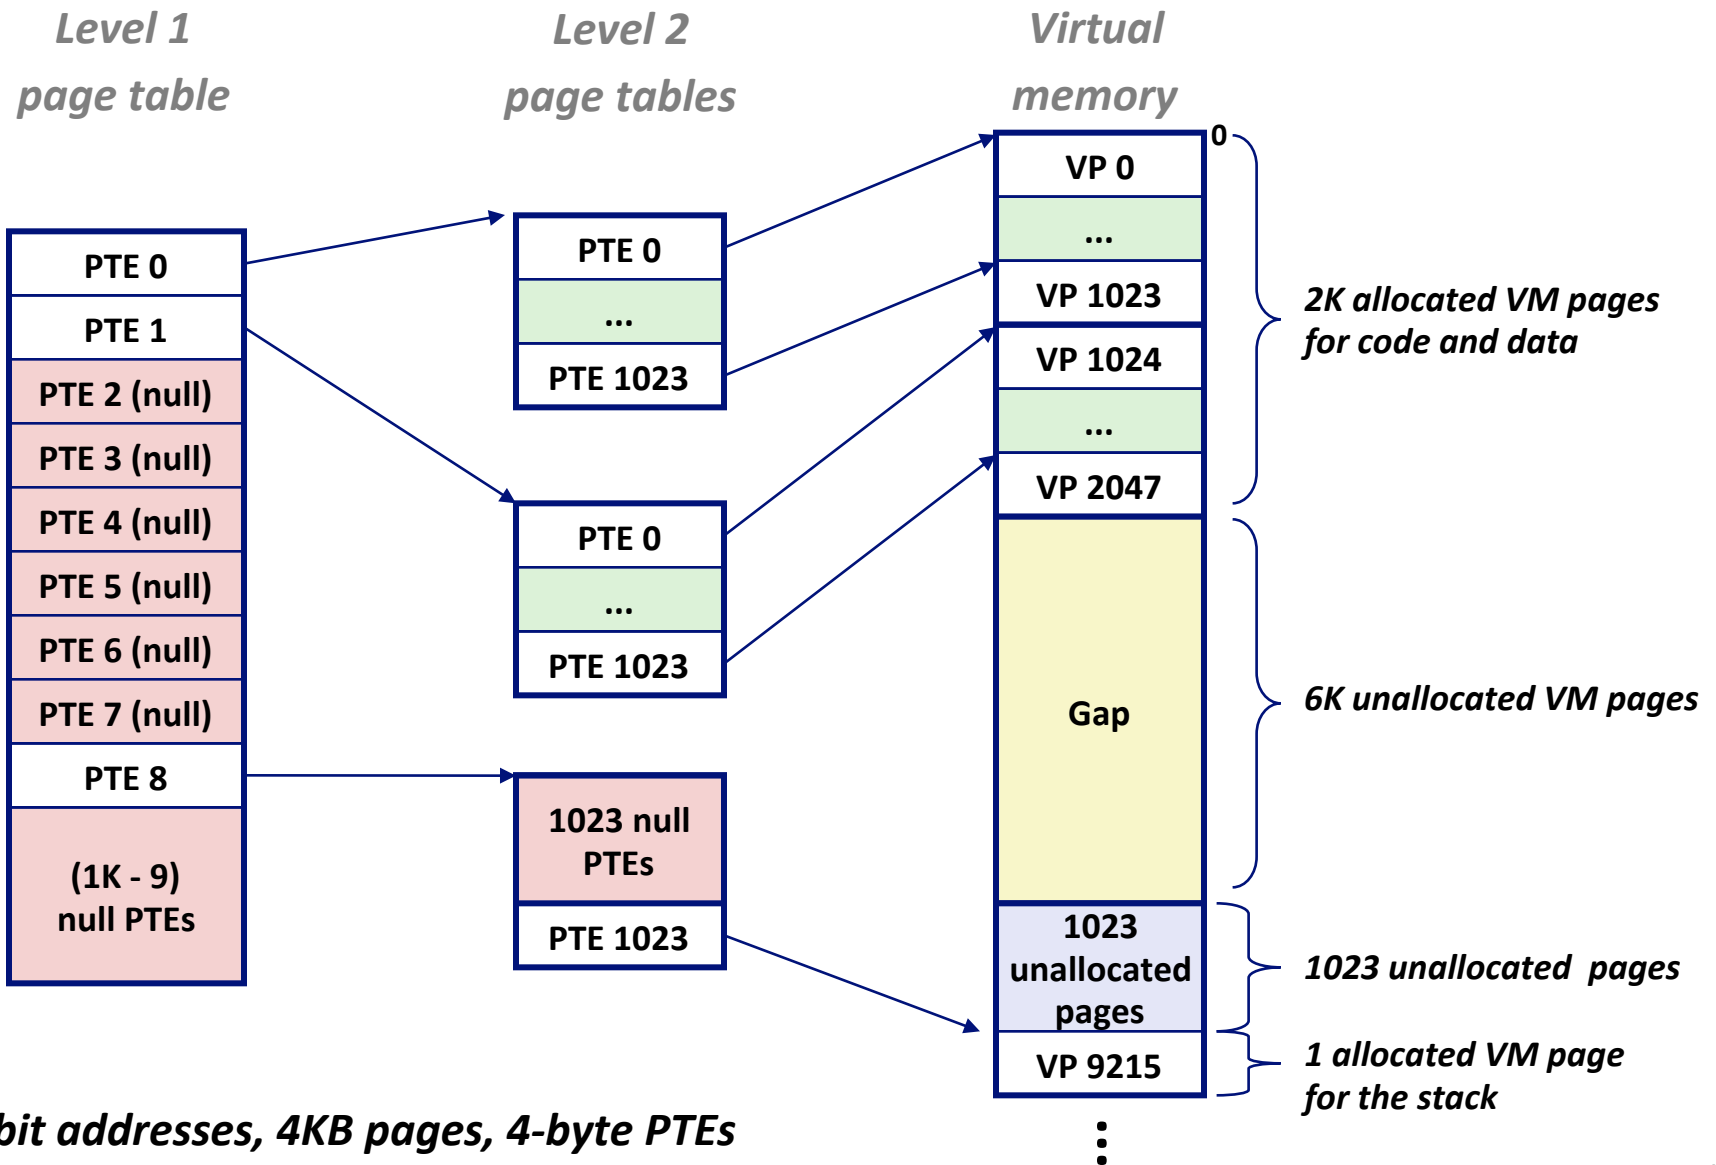 Level 1
page table
Level 2
page tables
Virtual
memory
PTE 0
PTE 1
PTE 2 (null)
PTE 3 (null)
PTE 4 (null)
PTE 5 (null)
PTE 6 (null)
PTE 7 (null)
PTE 8
(1K - 9)
null PTEs
PTE 0
...
PTE 1023
PTE 0
...
PTE 1023
1023 null
PTEs
PTE 1023
0
VP 0
...
VP 1023
VP 1024
...
VP 2047
Gap
1023
unallocated
pages
VP 9215
2K allocated VM pages
for code and data
6K unallocated VM pages
1023 unallocated pages
1 allocated VM page
for the stack
bit addresses, 4KB pages, 4-byte PTEs